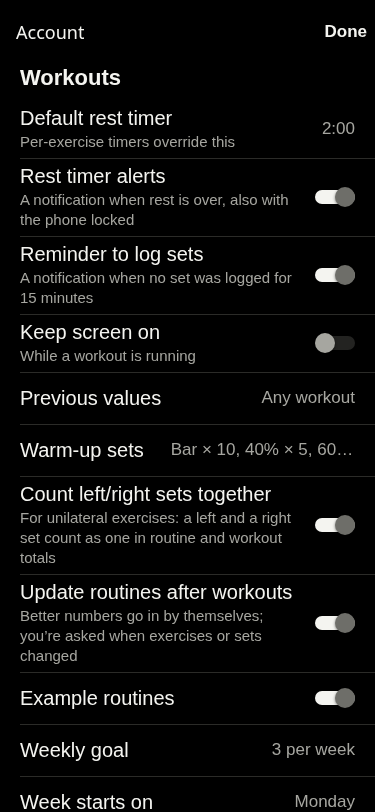 Account
Done
Workouts
Default rest timer
Per-exercise timers override this
2:00
Rest timer alerts
A notification when rest is over, also with
the phone locked
Reminder to log sets
A notification when no set was logged for
15 minutes
Keep screen on
While a workout is running
Previous values
Any workout
Warm-up sets
Bar × 10, 40% × 5, 60…
Count left/right sets together
For unilateral exercises: a left and a right
set count as one in routine and workout
totals
Update routines after workouts
Better numbers go in by themselves;
you’re asked when exercises or sets
changed
Example routines
Weekly goal
3 per week
Week starts on
Monday